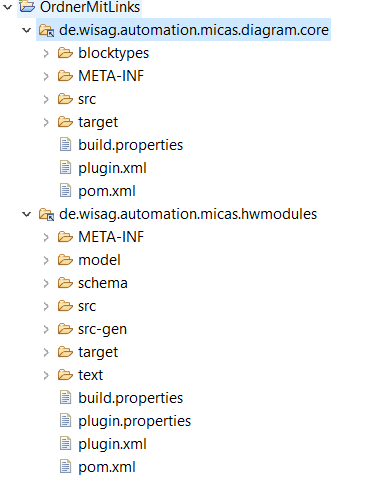 OrdnerMitLinks
de.wisag.automation.micas.diagram.core
blocktypes
META-INF
src
target
build.properties
plugin.xml
pom.xml
de.wisag.automation.micas.hwmodules
META-INF
model
schema
src
src-gen
target
text
build.properties
plugin.properties
plugin.xml
pom.xml